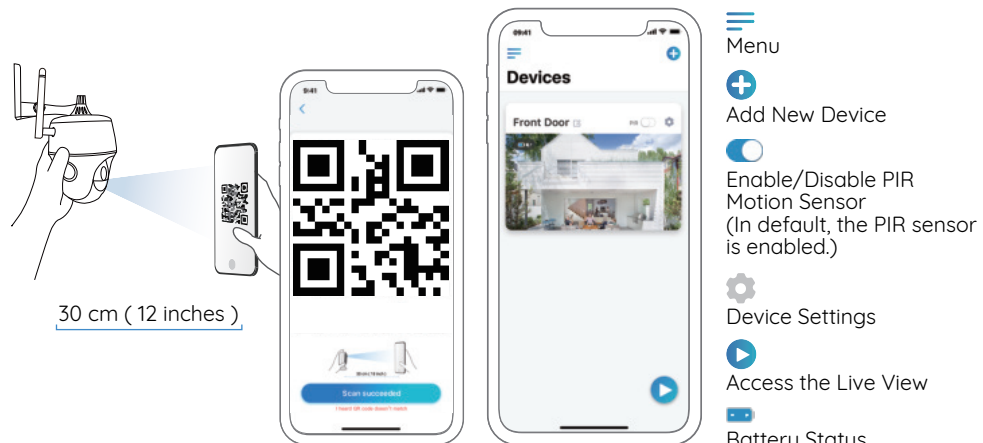 30 cm ( 12 inches )
9:41
Scan succeeded
09:41
Devices
Front Door
PIR
Menu
Add New Device
Enable/Disable PIR
Motion Sensor
(In default, the PIR sensor
is enabled.)
Device Settings
Access the Live View
Battery Status